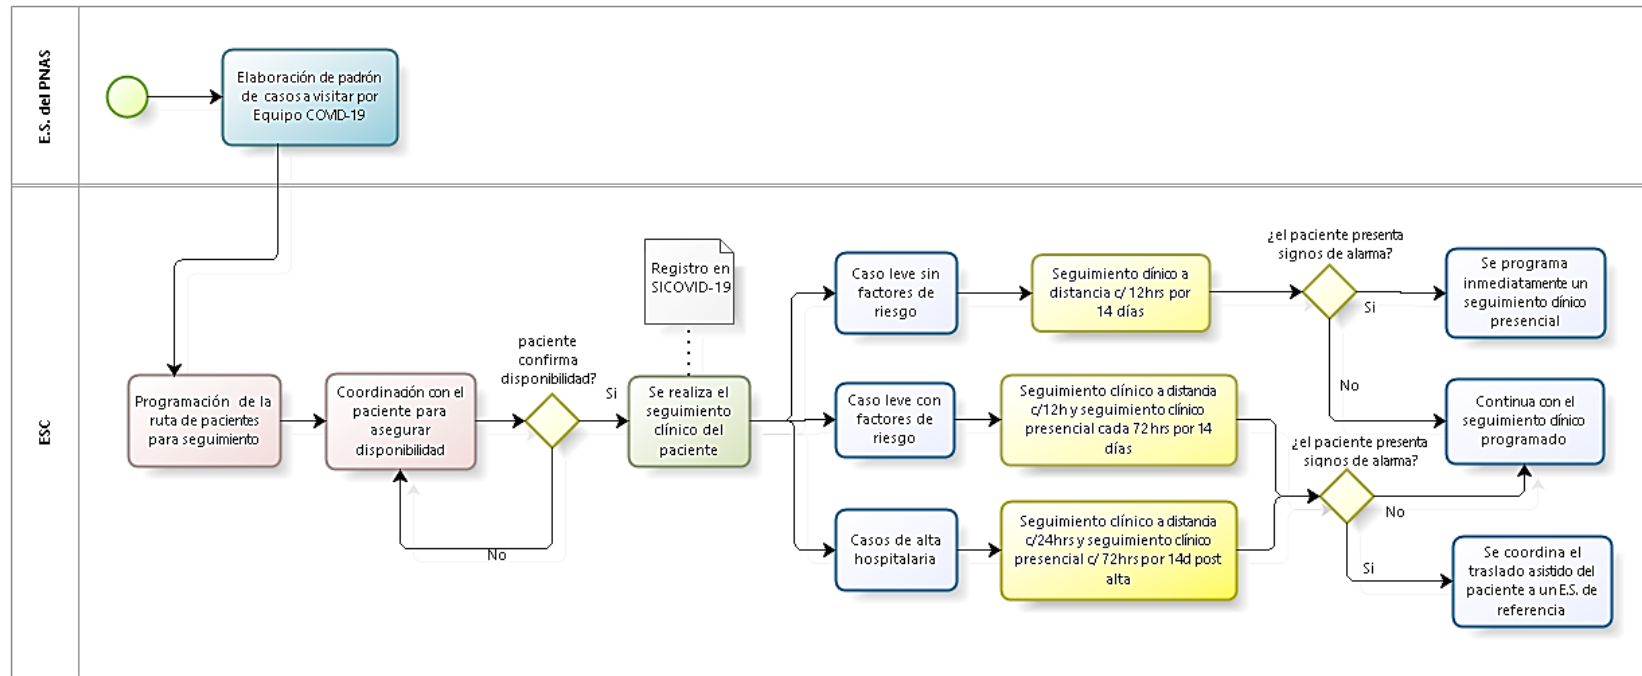 E.S. del PNAS
Elaboración de padrón
de casos a visitar por
Equipo COVID-19
ESC
Programación de la
ruta de pacientes
para seguimiento
Coordinación con el
paciente para
asegurar
disponibilidad
paciente
confirma
disponibilidad?
Si
No
Registro en
SICOVID-19
Se realiza el
seguimiento
clínico del
paciente
Caso leve sin
factores de
riesgo
Seguimiento clínico a
distancia c/ 12hrs por
14 días
¿el paciente presenta
signos de alarma?
Si
No
Se programa
inmediatamente un
seguimiento clínico
presencial
Caso leve con
factores de
riesgo
Seguimiento clínico a distancia
c/12h y seguimiento clínico
presencial cada 72 hrs por 14
días
Continua con el
seguimiento clínico
programado
¿el paciente presenta
signos de alarma?
No
Si
Casos de alta
hospitalaria
Seguimiento clínico a distancia
c/24hrs y seguimiento clínico
presencial c/ 72hrs por 14d post
alta
Se coordina el
traslado asistido del
paciente a un E.S. de
referencia